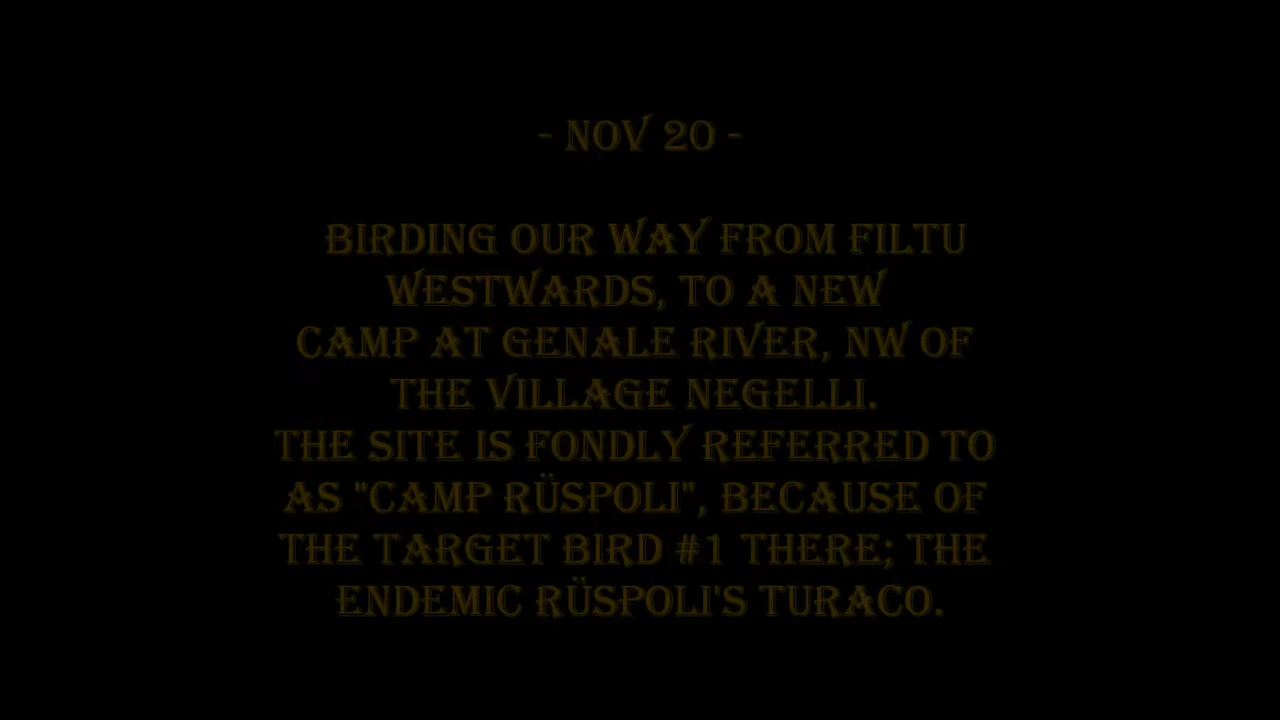 - NOV 20 -
BIRDING OUR WAY FROM FILTU
WESTWARDS, TO A NEW
CAMP AT GENALE RIVER, NW OF
THE VILLAGE NEGELLI.
THE SITE IS FONDLY REFERRED TO
AS "CAMP RÜSPOLI", BECAUSE OF
THE TARGET BIRD #1 THERE; THE
ENDEMIC RÜSPOLI'S TURACO.